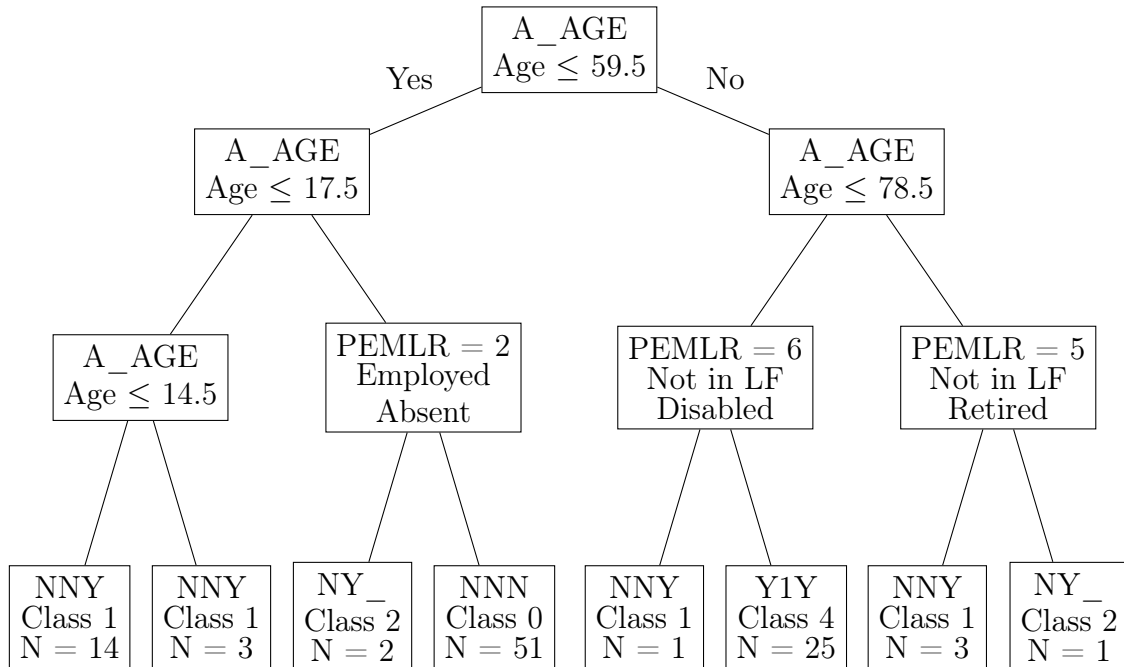 A_AGE
Age ≤ 59.5
Yes
No
A_AGE
Age ≤ 17.5
A_AGE
Age ≤ 78.5
A_AGE
Age ≤ 14.5
PEMLR = 2
Employed
Absent
PEMLR = 6
Not in LF
Disabled
PEMLR = 5
Not in LF
Retired
NNY
Class 1
N = 14
NNY
Class 1
N = 3
NY_
Class 2
N = 2
NNN
Class 0
N = 51
NNY
Class 1
N = 1
Y1Y
Class 4
N = 25
NNY
Class 1
N = 3
NY_
Class 2
N = 1